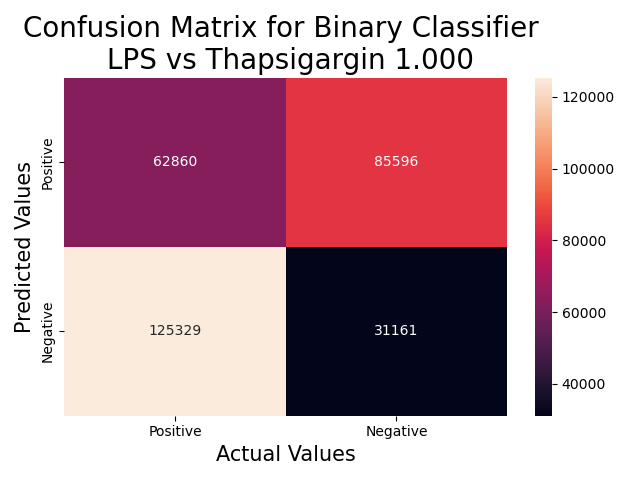 Confusion Matrix for Binary Classifier
LPS vs Thapsigargin 1.000
Predicted Values
Positive
Negative
62860
85596
125329
31161
Positive
Negative
Actual Values
120000
100000
80000
60000
40000